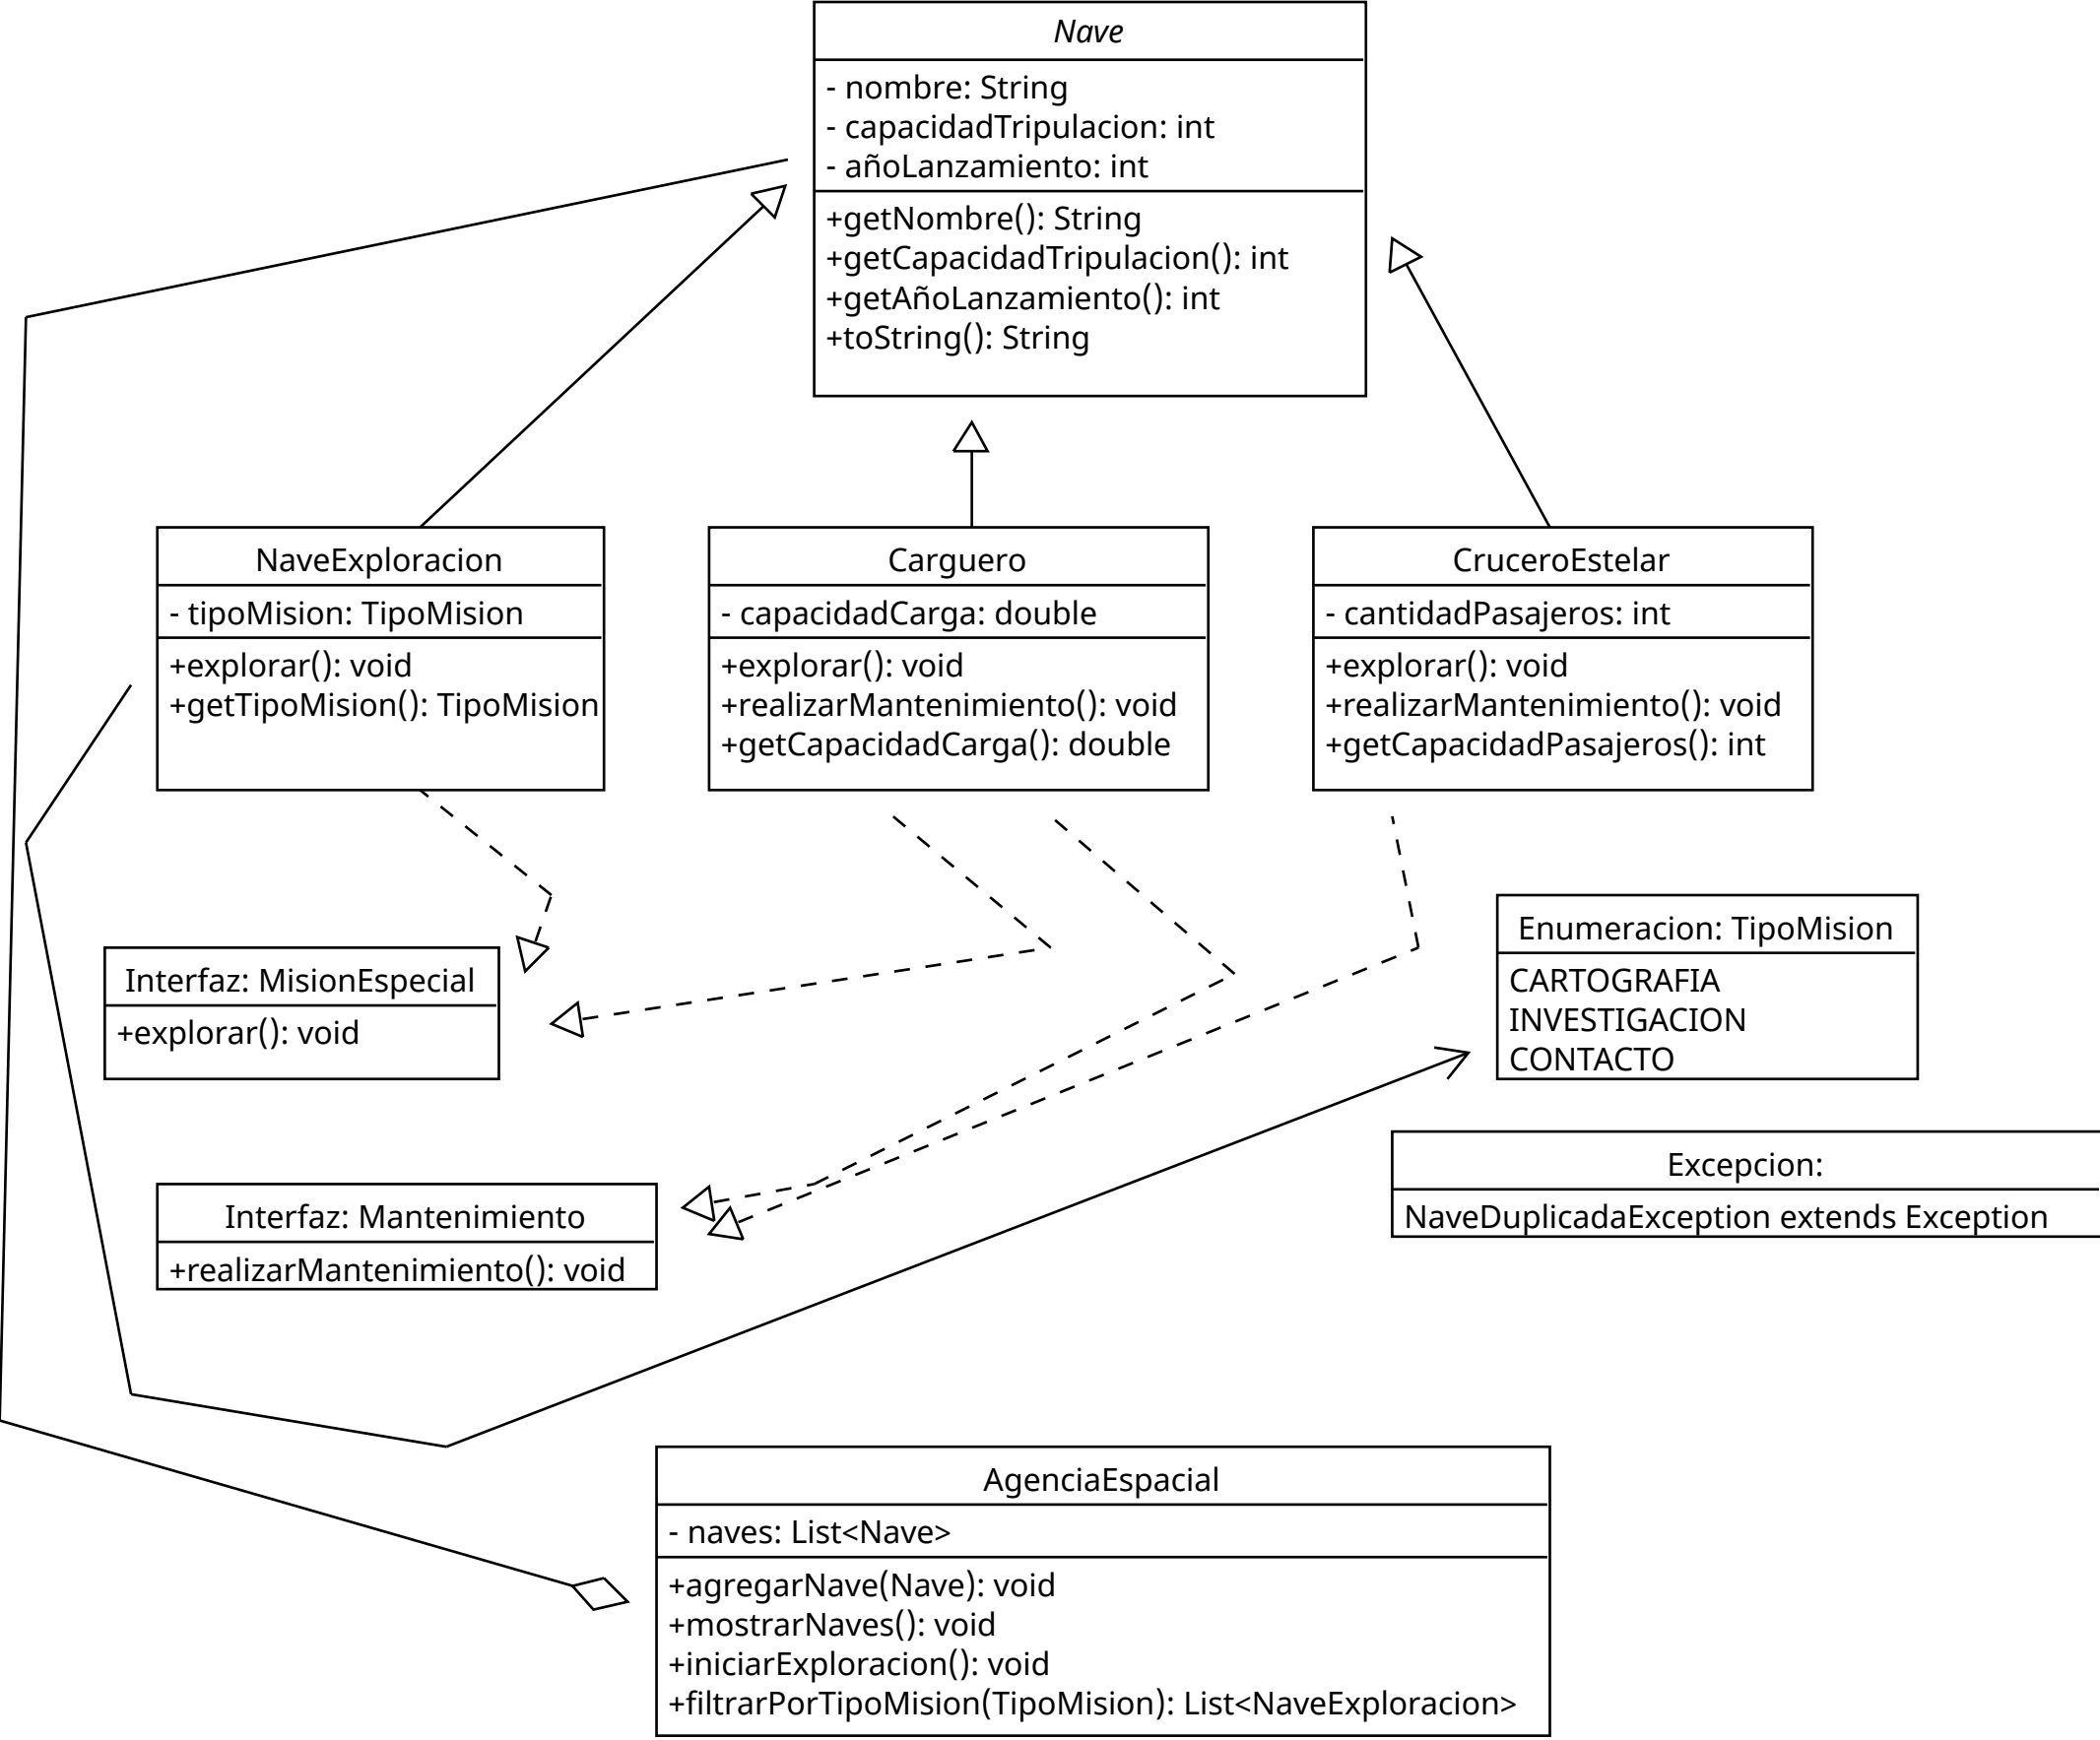 Nave
- nombre: String
- capacidadTripulacion: int
- añoLanzamiento: int
+getNombre(): String
+getCapacidadTripulacion(): int
+getAñoLanzamiento(): int
+toString(): String
NaveExploracion
- tipoMision: TipoMision
+explorar(): void
+getTipoMision(): TipoMision
Carguero
- capacidadCarga: double
+explorar(): void
+realizarMantenimiento(): void
+getCapacidadCarga(): double
CruceroEstelar
- cantidadPasajeros: int
+explorar(): void
+realizarMantenimiento(): void
+getCapacidadPasajeros(): int
Interfaz: MisionEspecial
+explorar(): void
Enumeracion: TipoMision
CARTOGRAFIA
INVESTIGACION
CONTACTO
Excepcion:
NaveDuplicadaException extends Exception
Interfaz: Mantenimiento
+realizarMantenimiento(): void
AgenciaEspacial
- naves: List<Nave>
+agregarNave(Nave): void
+mostrarNaves(): void
+iniciarExploracion(): void
+filtrarPorTipoMision(TipoMision): List<NaveExploracion>